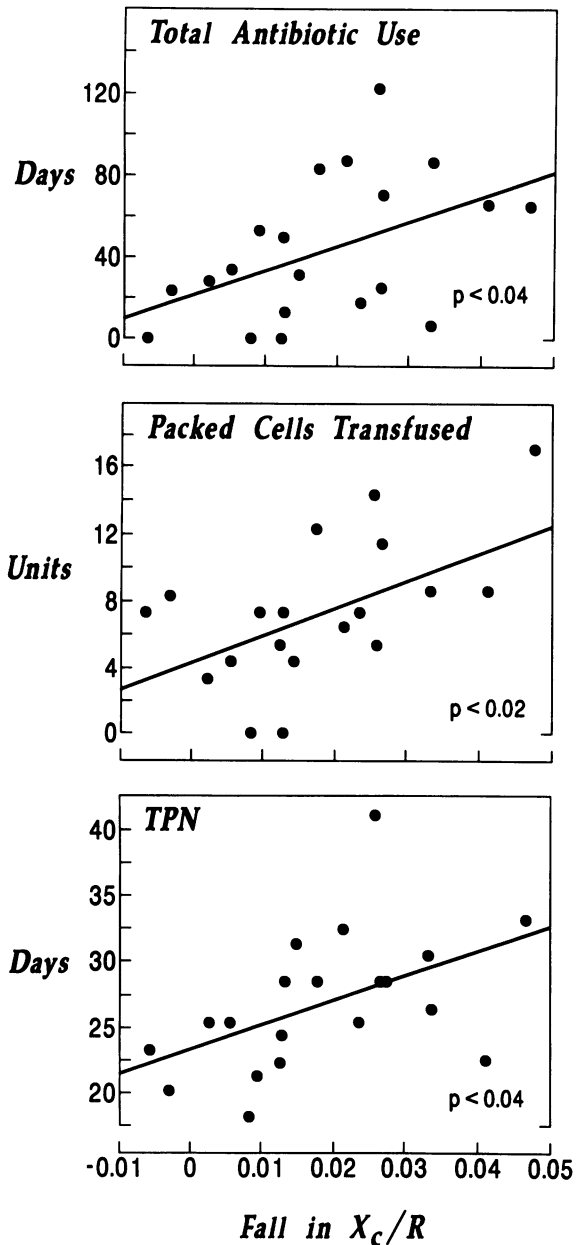 Total Antibiotic Use
120
Days 80
40
p < 0.04
0
Packed Cells Transfused
16
12
Units
8
4
p < 0.02
0
TPN
40
35
Days 30
25
20
p < 0.04
-0.01 0 0.01 0.02 0.03 0.04 0.05
Fall in Xc/R